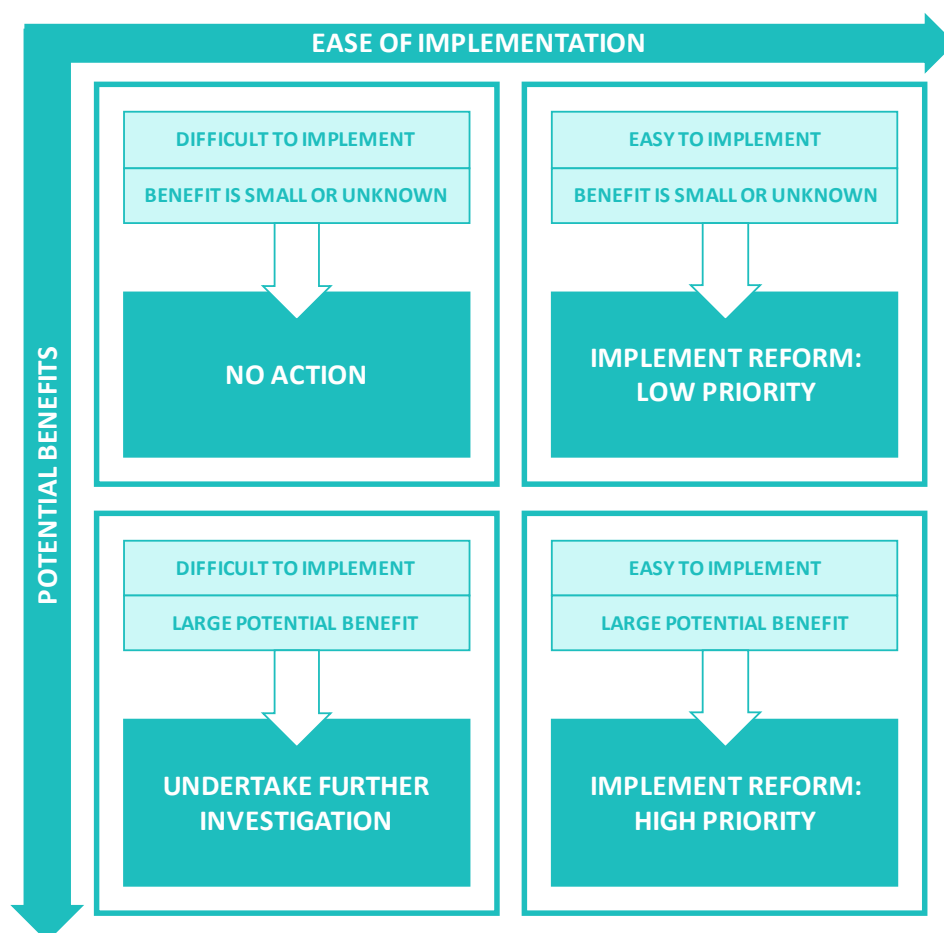 EASE OF IMPLEMENTATION
POTENTIAL BENEFITS
DIFFICULT TO IMPLEMENT
BENEFIT IS SMALL OR UNKNOWN
NO ACTION
EASY TO IMPLEMENT
BENEFIT IS SMALL OR UNKNOWN
IMPLEMENT REFORM:
LOW PRIORITY
DIFFICULT TO IMPLEMENT
LARGE POTENTIAL BENEFIT
UNDERTAKE FURTHER
INVESTIGATION
EASY TO IMPLEMENT
LARGE POTENTIAL BENEFIT
IMPLEMENT REFORM:
HIGH PRIORITY